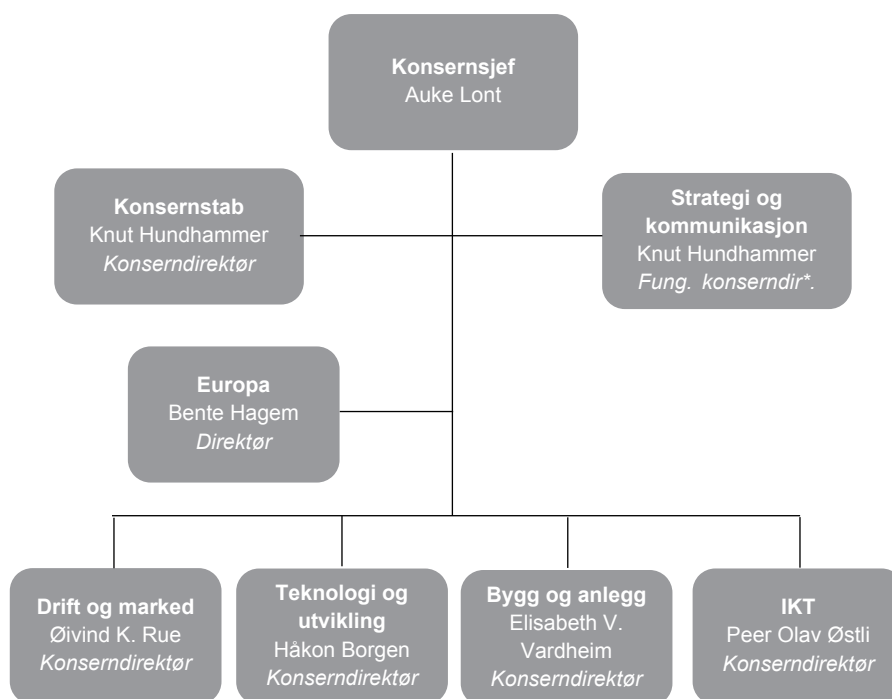 Konsernsjef
Auke Lont
Konsernstab
Knut Hundhammer
Konserndirektør
Strategi og
kommunikasjon
Knut Hundhammer
Fung. konserndir*.
Europa
Bente Hagem
Direktør
Drift og marked
Øivind K. Rue
Konserndirektør
Teknologi og
utvikling
Håkon Borgen
Konserndirektør
Bygg og anlegg
Elisabeth V.
Vardheim
Konserndirektør
IKT
Peer Olav Østli
Konserndirektør